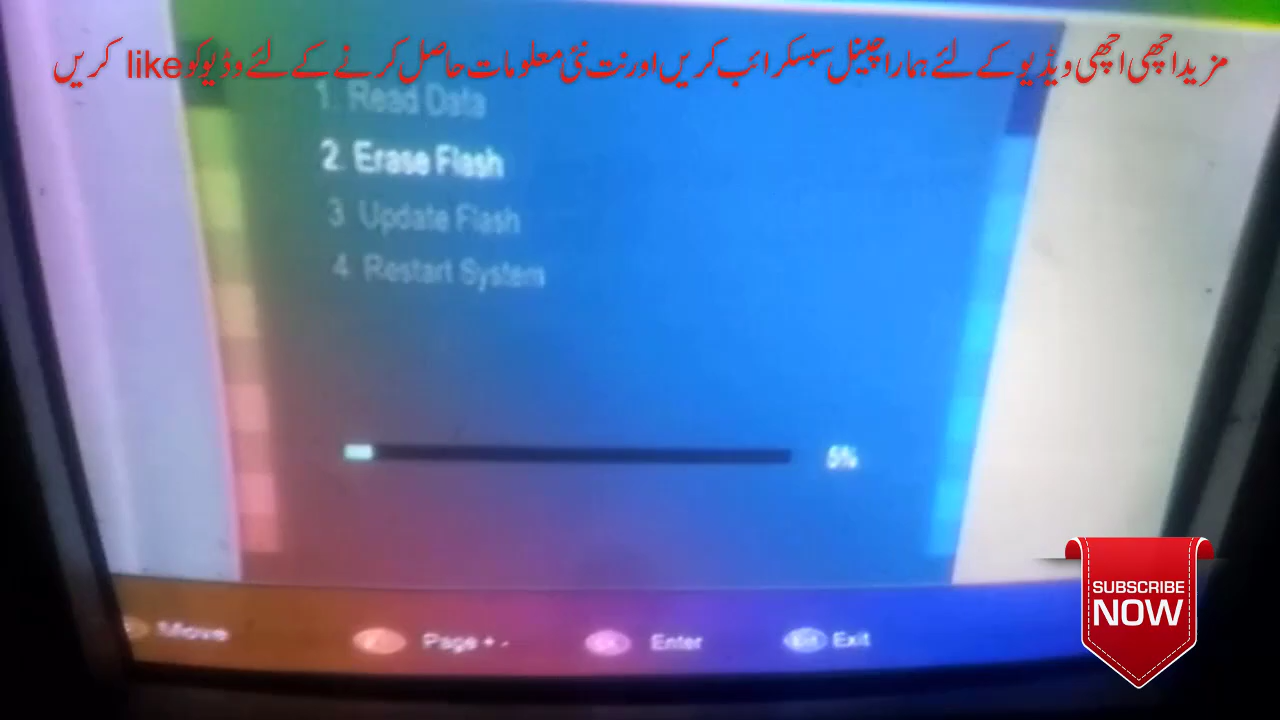 مزید اچھی اچھی ویڈیو کے لئے ہمارا چینل سبسکرائب کریں اور نت نئی معلومات حاصل کرنے کے لئے وڈیو کو like کریں
1. Read Data
2. Erase Flash
3 Update Flash
4 Restart System
5%
Move Page + - Enter Exit
SUBSCRIBE
NOW